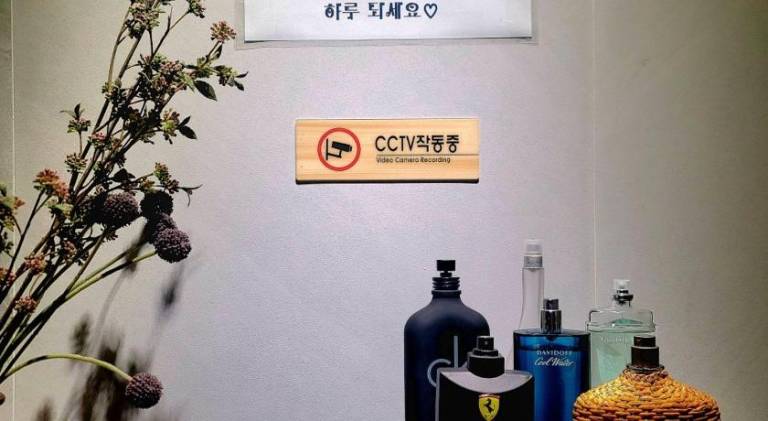 하루 되세요♡
CCTV작동중
Video Camera Recording
DAVIDOFF
Cool Water